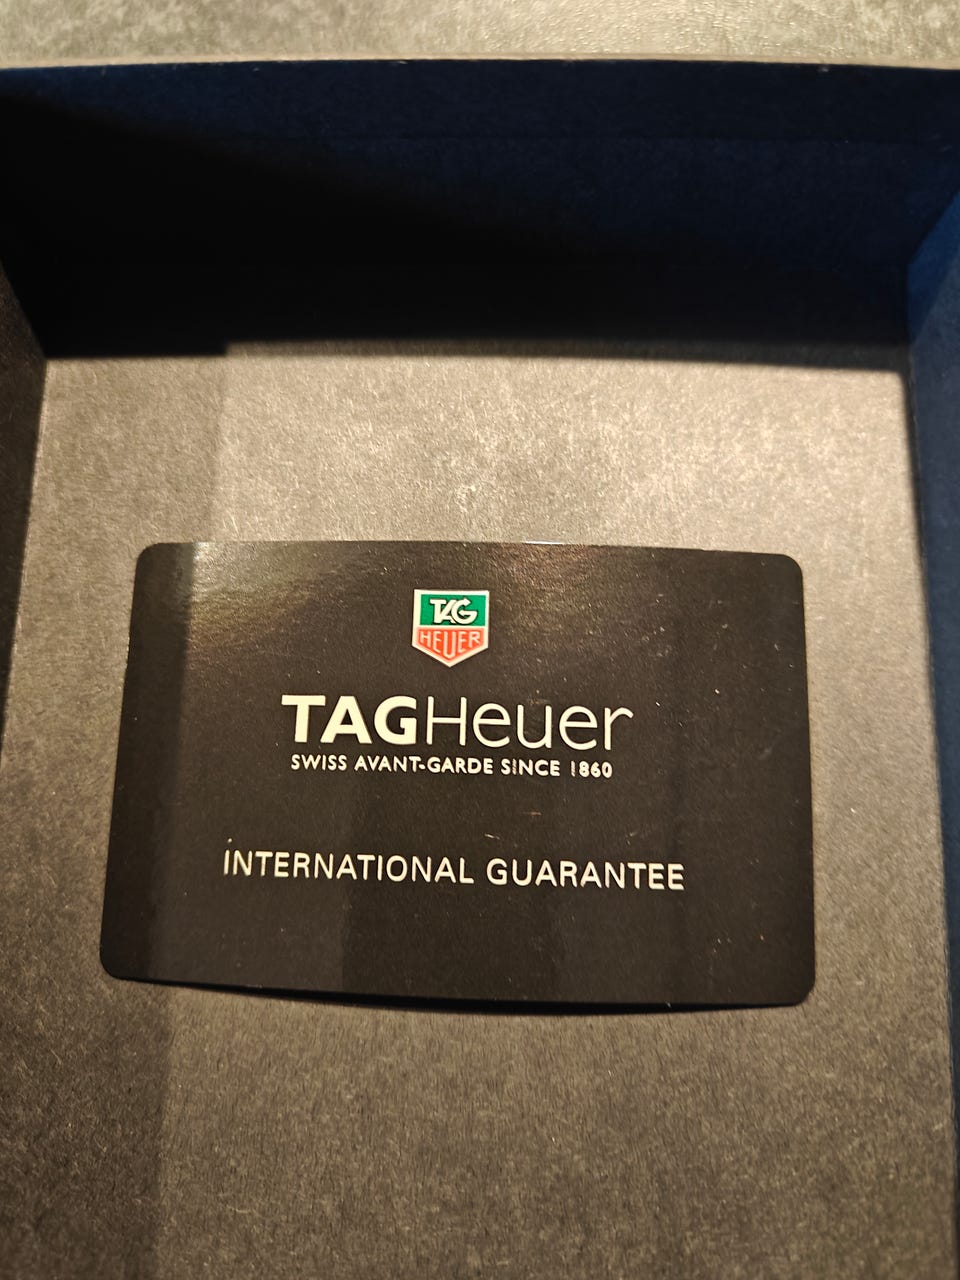 TAG
HEUER
TAGHeuer
SWISS AVANT-GARDE SINCE 1860
INTERNATIONAL GUARANTEE